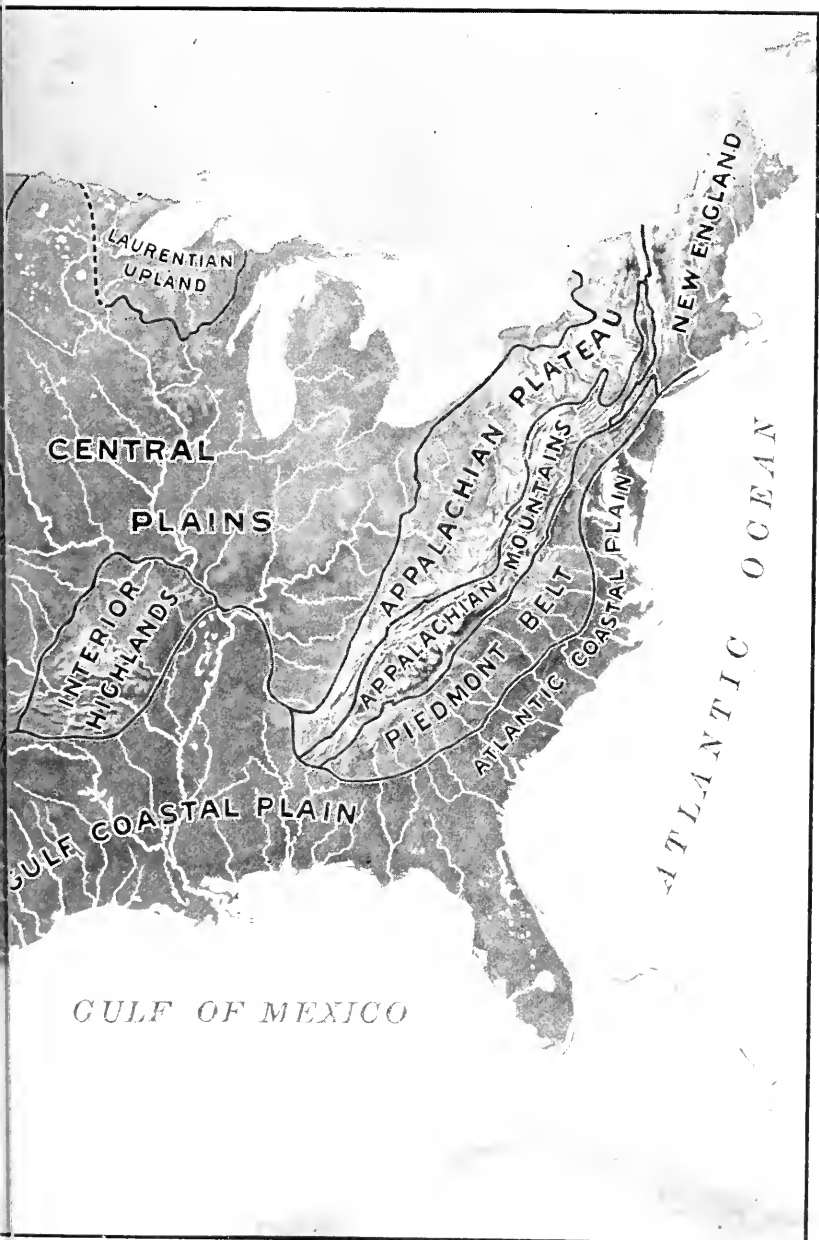 LAURENTIAN
UPLAND
NEW ENGLAND
CENTRAL
PLAINS
APPALACHIAN PLATEAU
APPALACHIAN MOUNTAINS
INTERIOR
HIGHLANDS
PIEDMONT BELT
ATLANTIC COASTAL PLAIN
GULF COASTAL PLAIN
ATLANTIC OCEAN
GULF OF MEXICO